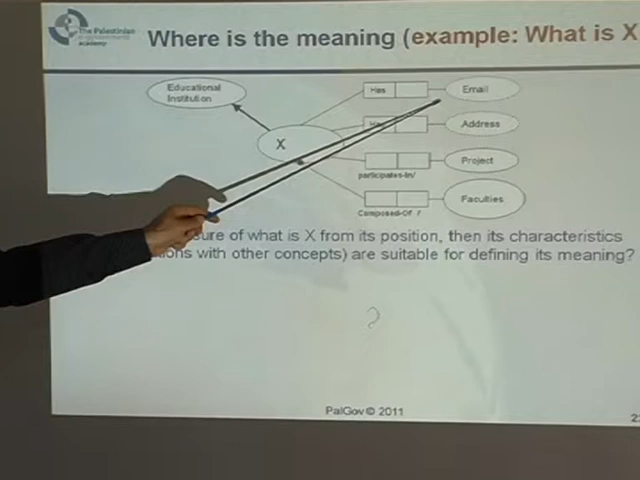 The Palestinian
academy
Where is the meaning (example: What is X
Educational
Institution
Has
Email
X
Address
Project
participates-In/
Faculties
Composed-Of /
sure of what is X from its position, then its characteristics
with other concepts) are suitable for defining its meaning?
?
PalGov © 2011